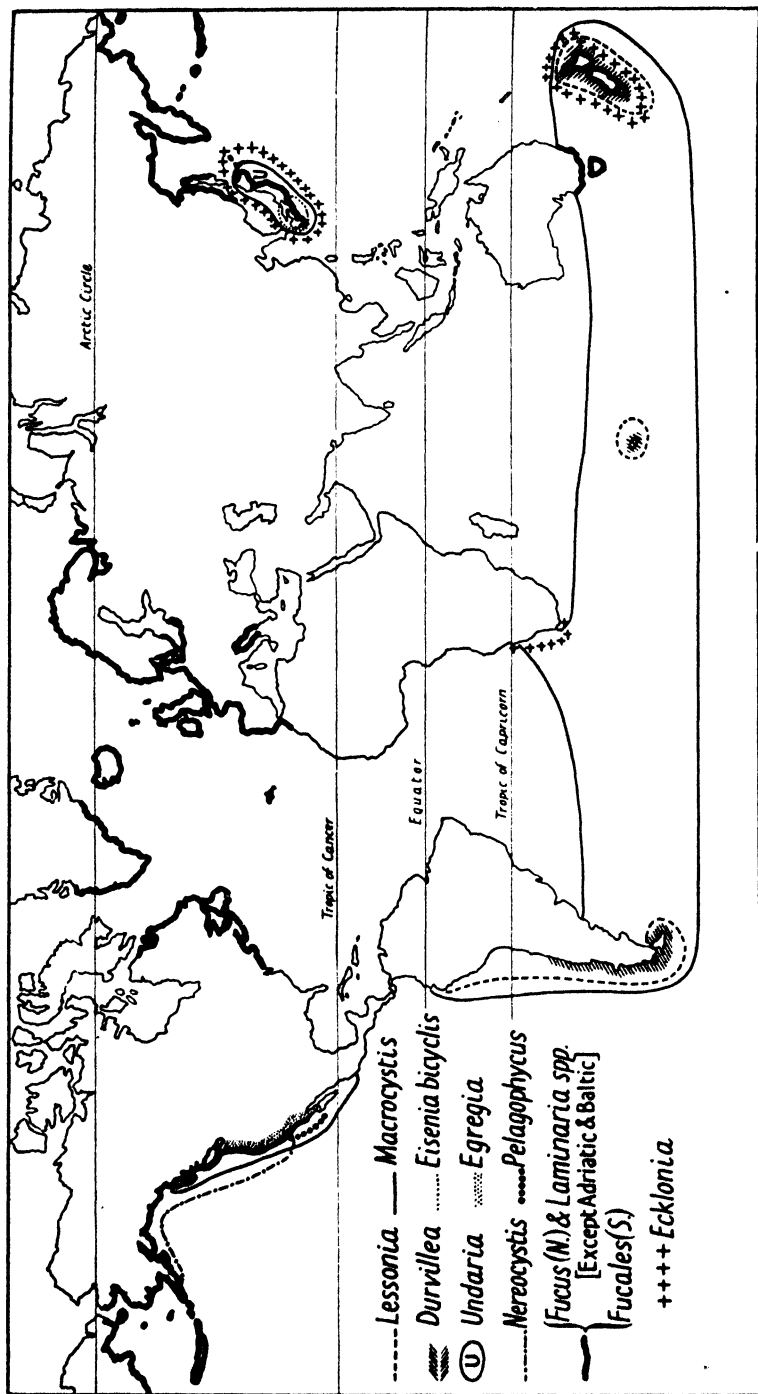 Arctic Circle
Tropic of Cancer
Equator
Tropic of Capricorn
Lessonia Macrocystis
Durvillea Eisenia bicyclis
U Undaria Egregia
Nereocystis Pelagophycus
{Fucus (N.) & Laminaria spp.
[Except Adriatic & Baltic]
Fucales (S.)
++++ Ecklonia